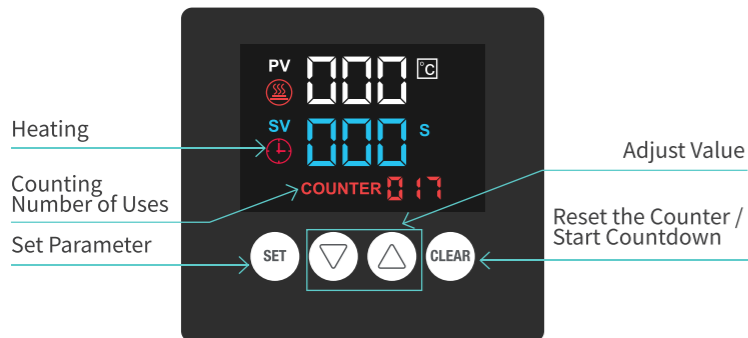 PV 000 °C
Heating
SV 000 S
Adjust Value
Counting
Number of Uses
COUNTER 017
Set Parameter
Reset the Counter /
Start Countdown
SET
CLEAR